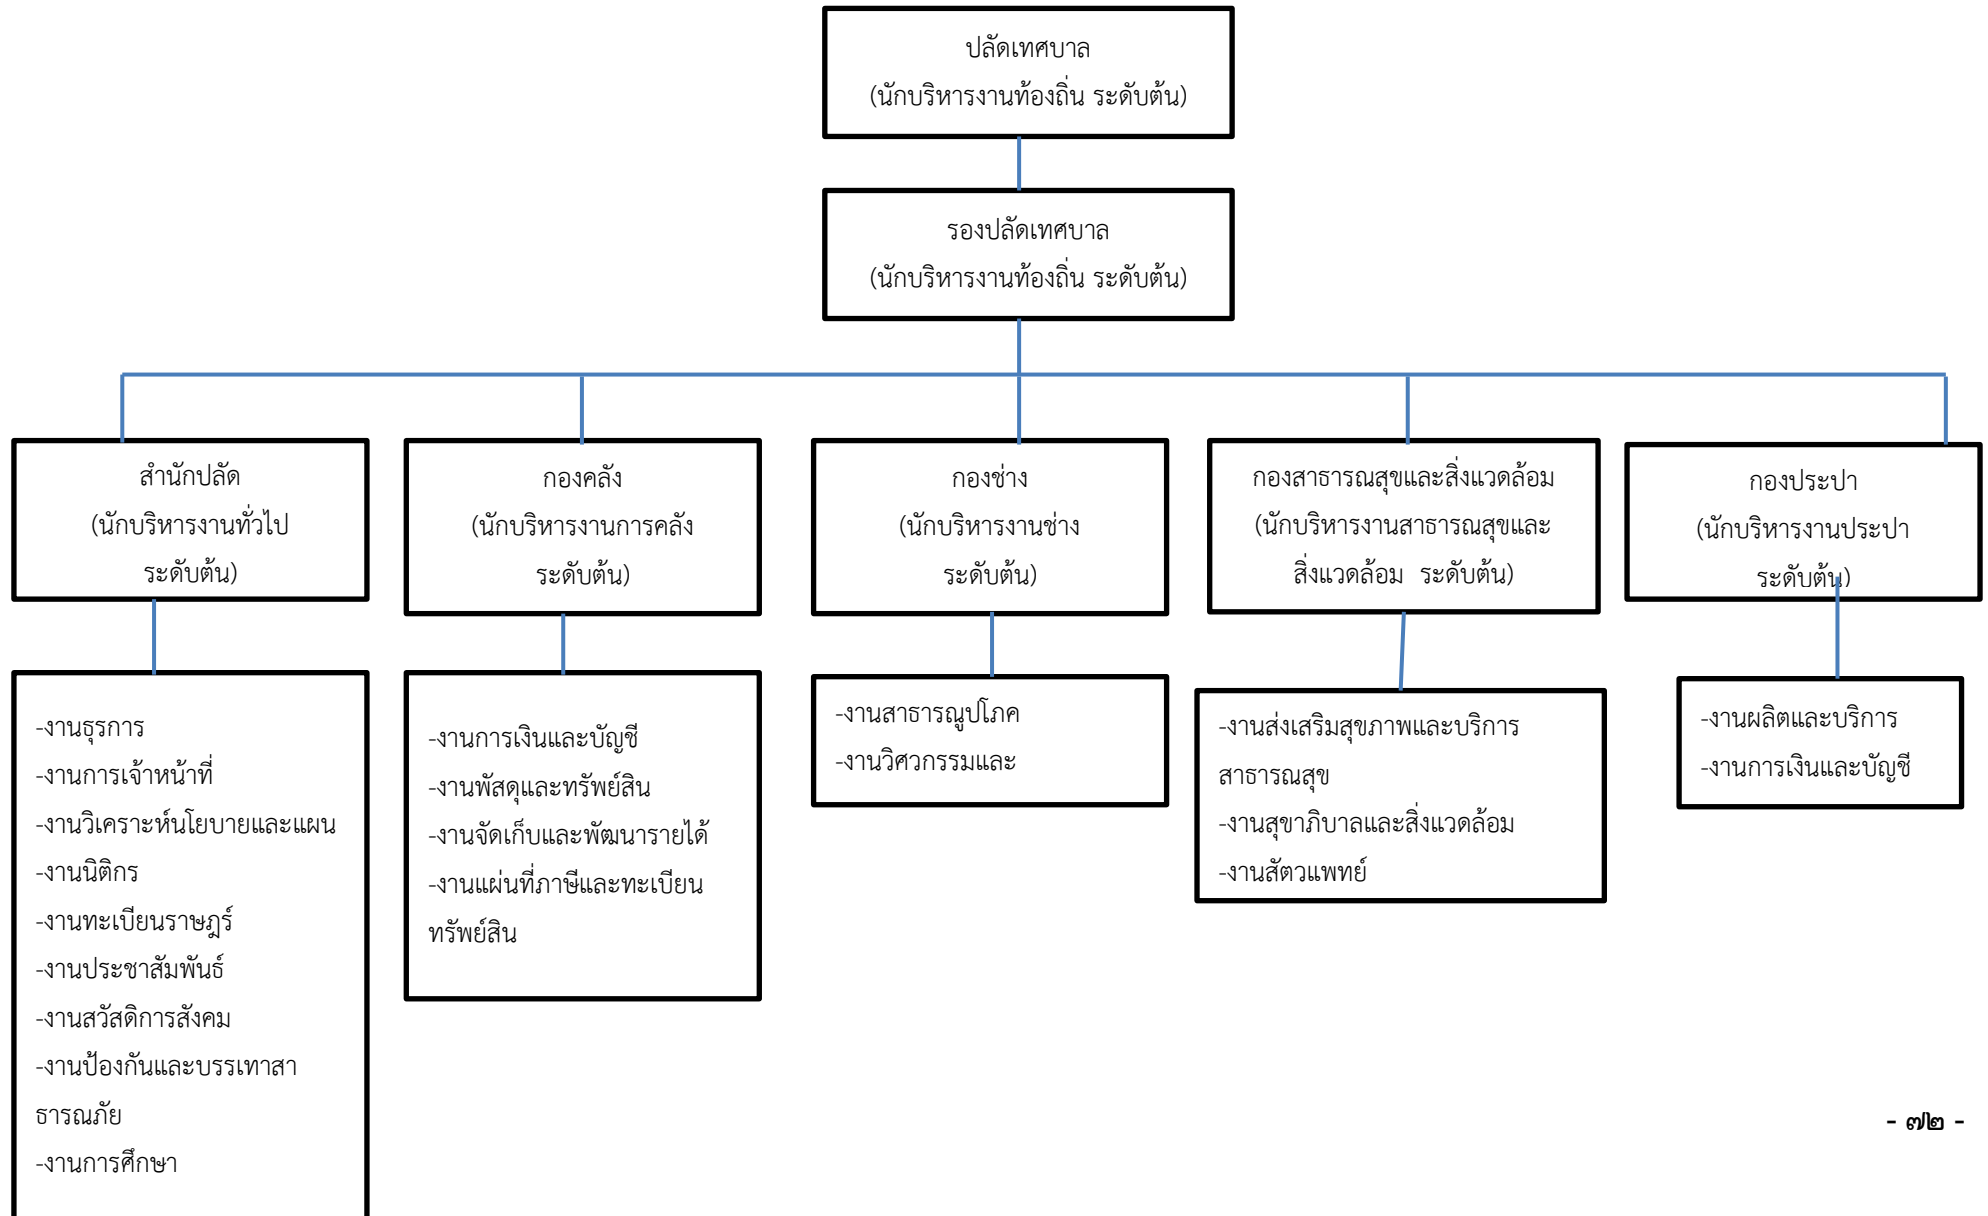 ปลัดเทศบาล
(นักบริหารงานท้องถิ่น ระดับต้น)
รองปลัดเทศบาล
(นักบริหารงานท้องถิ่น ระดับต้น)
สำนักปลัด
(นักบริหารงานทั่วไป
ระดับต้น)
กองคลัง
(นักบริหารงานการคลัง
ระดับต้น)
กองช่าง
(นักบริหารงานช่าง
ระดับต้น)
กองสาธารณสุขและสิ่งแวดล้อม
(นักบริหารงานสาธารณสุขและ
สิ่งแวดล้อม ระดับต้น)
กองประปา
(นักบริหารงานประปา
ระดับต้น)
-งานธุรการ
-งานการเจ้าหน้าที่
-งานวิเคราะห์นโยบายและแผน
-งานนิติกร
-งานทะเบียนราษฎร์
-งานประชาสัมพันธ์
-งานสวัสดิการสังคม
-งานป้องกันและบรรเทาสา
ธารณภัย
-งานการศึกษา
-งานการเงินและบัญชี
-งานพัสดุและทรัพย์สิน
-งานจัดเก็บและพัฒนารายได้
-งานแผ่นที่ภาษีและทะเบียน
ทรัพย์สิน
-งานสาธารณูปโภค
-งานวิศวกรรมและ
-งานส่งเสริมสุขภาพและบริการ
สาธารณสุข
-งานสุขาภิบาลและสิ่งแวดล้อม
-งานสัตวแพทย์
-งานผลิตและบริการ
-งานการเงินและบัญชี
- ๗๒ -